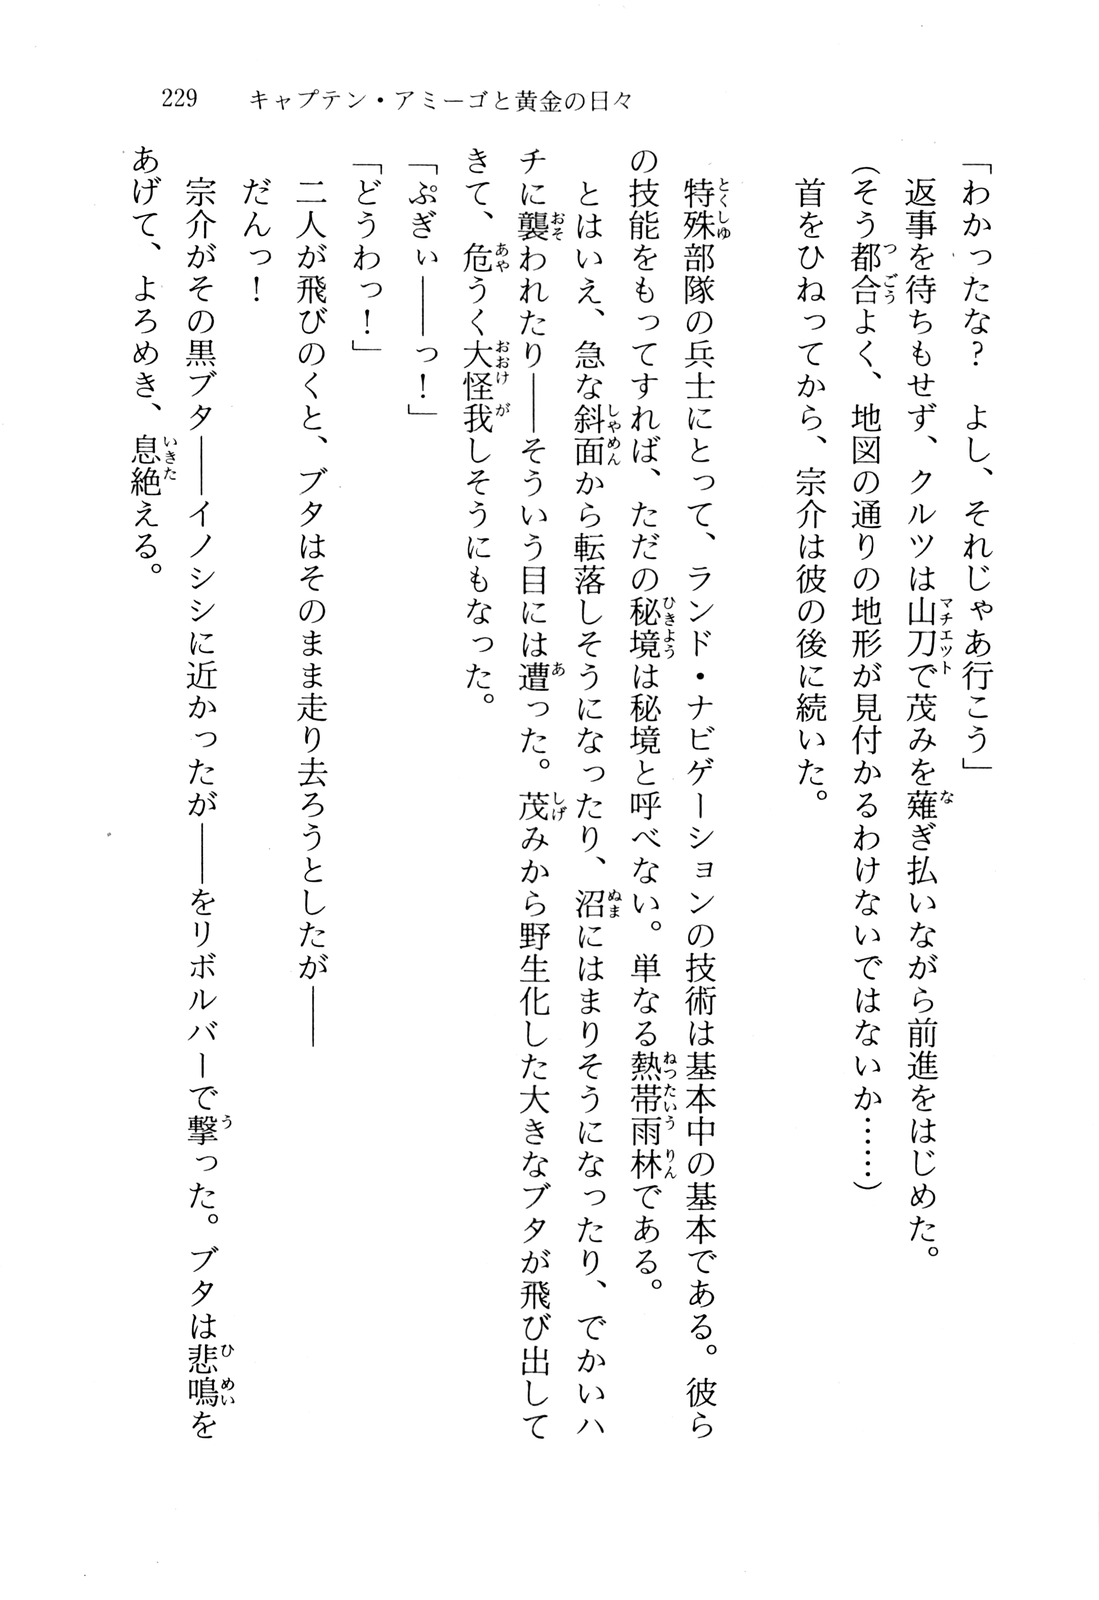 229　キャプテン・アミーゴと黄金の日々
「わかったな？　よし、それじゃあ行こう」
　返事を待ちもせず、クルツは山刀で茂みを薙ぎ払いながら前進をはじめた。
（そう都合よく、地図の通りの地形が見付かるわけないではないか……）
　首をひねってから、宗介は彼の後に続いた。
　特殊部隊の兵士にとって、ランド・ナビゲーションの技術は基本中の基本である。彼ら
の技能をもってすれば、ただの秘境は秘境と呼べない。単なる熱帯雨林である。
　とはいえ、急な斜面から転落しそうになったり、沼にはまりそうになったり、でかいハ
チに襲われたり――そういう目には遭った。茂みから野生化した大きなブタが飛び出して
きて、危うく大怪我しそうにもなった。
「ぷぎぃ――っ！」
「どうわっ！」
　二人が飛びのくと、ブタはそのまま走り去ろうとしたが――
　だんっ！
　宗介がその黒ブタ――イノシシに近かったが――をリボルバーで撃った。ブタは悲鳴を
あげて、よろめき、息絶える。